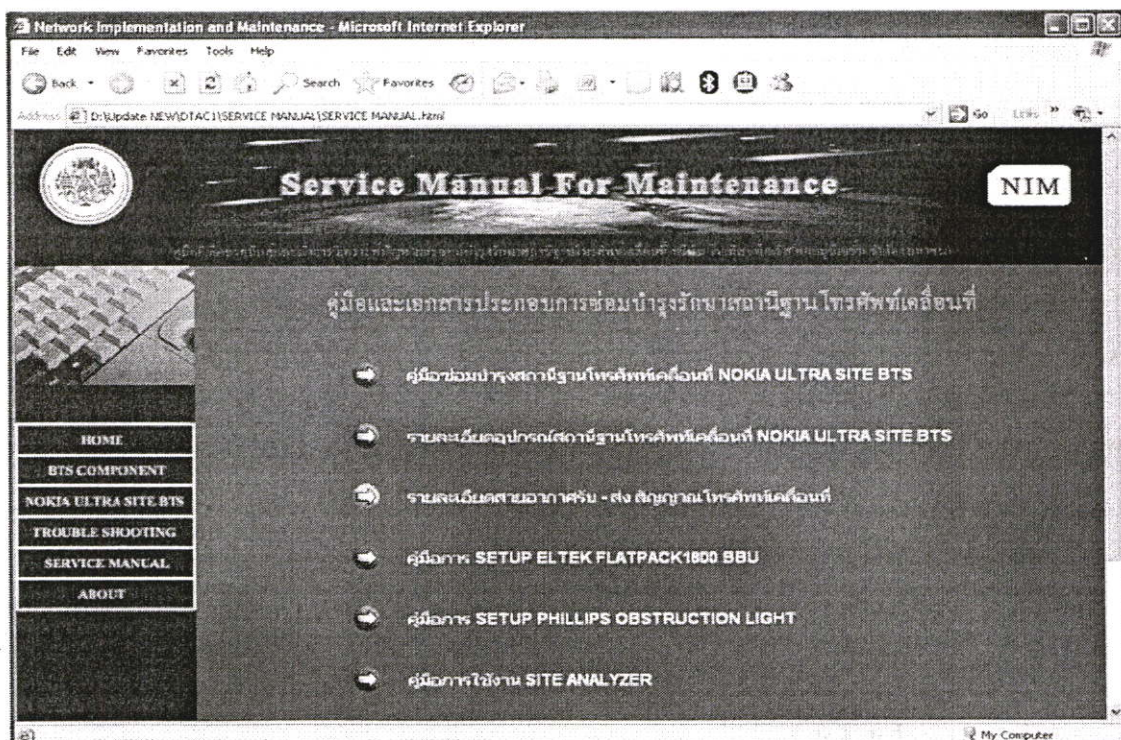 Network Implementation and Maintenance - Microsoft Internet Explorer
File Edit View Favorites Tools Help
Back Search Favorites
Address D:\Update NEW\DTAC1\SERVICE MANUAL\SERVICE MANUAL.html Go Links »
Service Manual For Maintenance
NIM
คู่มือและเอกสารประกอบการซ่อมบำรุงรักษาสถานีฐานโทรศัพท์เคลื่อนที่
คู่มือซ่อมบำรุงสถานีฐานโทรศัพท์เคลื่อนที่ NOKIA ULTRA SITE BTS
รายละเอียดอุปกรณ์สถานีฐานโทรศัพท์เคลื่อนที่ NOKIA ULTRA SITE BTS
รายละเอียดสายอากาศรับ - ส่ง สัญญาณโทรศัพท์เคลื่อนที่
คู่มือการ SETUP ELTEK FLATPACK1800 BBU
คู่มือการ SETUP PHILLIPS OBSTRUCTION LIGHT
คู่มือการใช้งาน SITE ANALYZER
HOME
BTS COMPONENT
NOKIA ULTRA SITE BTS
TROUBLE SHOOTING
SERVICE MANUAL
ABOUT
My Computer